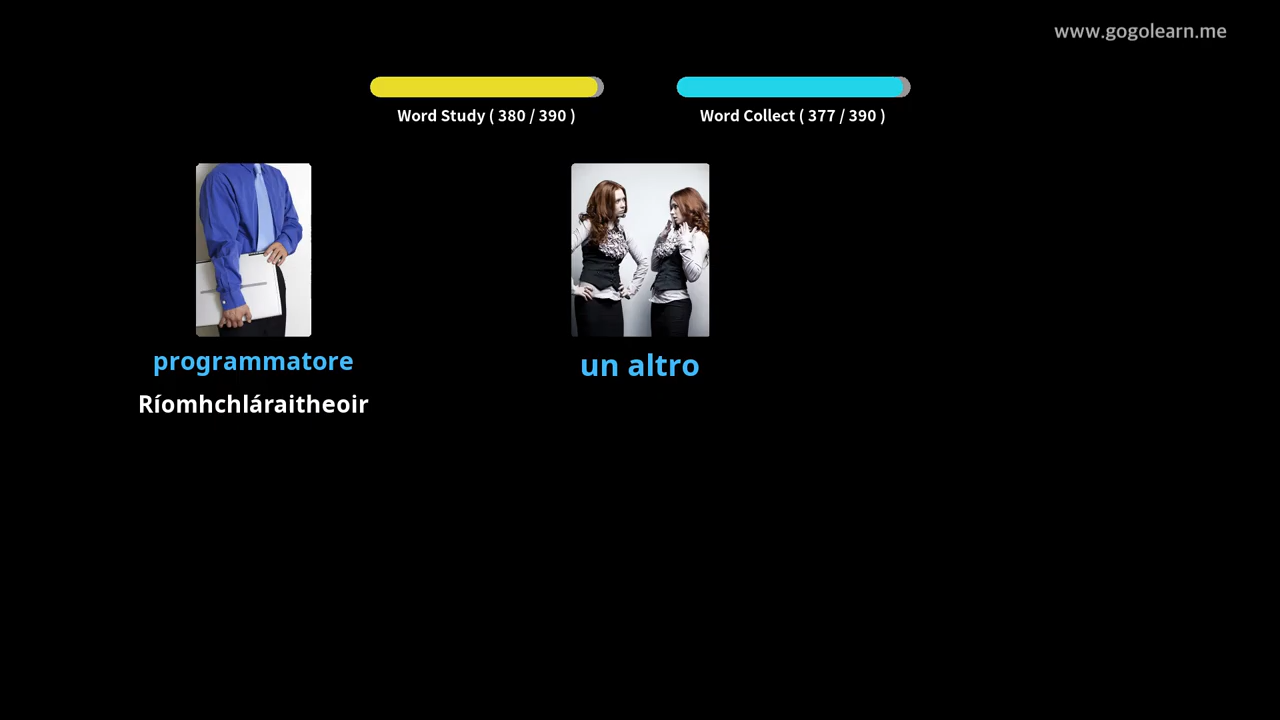 www.gogolearn.me
Word Study ( 380 / 390 )
Word Collect ( 377 / 390 )
programmatore
Ríomhchláraitheoir
un altro